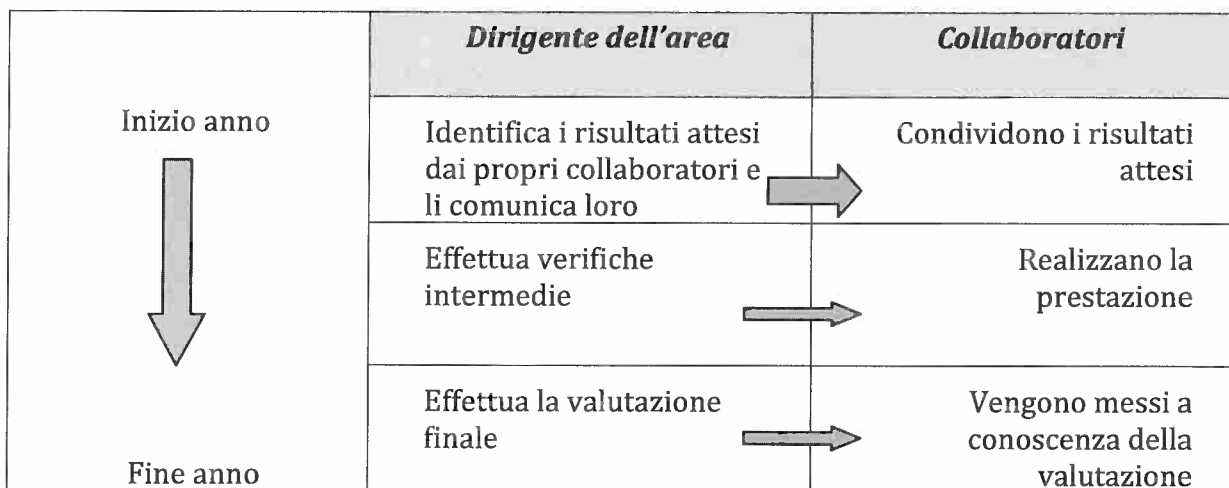 Dirigente dell'area
Collaboratori
Inizio anno
Identifica i risultati attesi
dai propri collaboratori e
li comunica loro
Condividono i risultati
attesi
Effettua verifiche
intermedie
Realizzano la
prestazione
Effettua la valutazione
finale
Vengono messi a
conoscenza della
valutazione
Fine anno